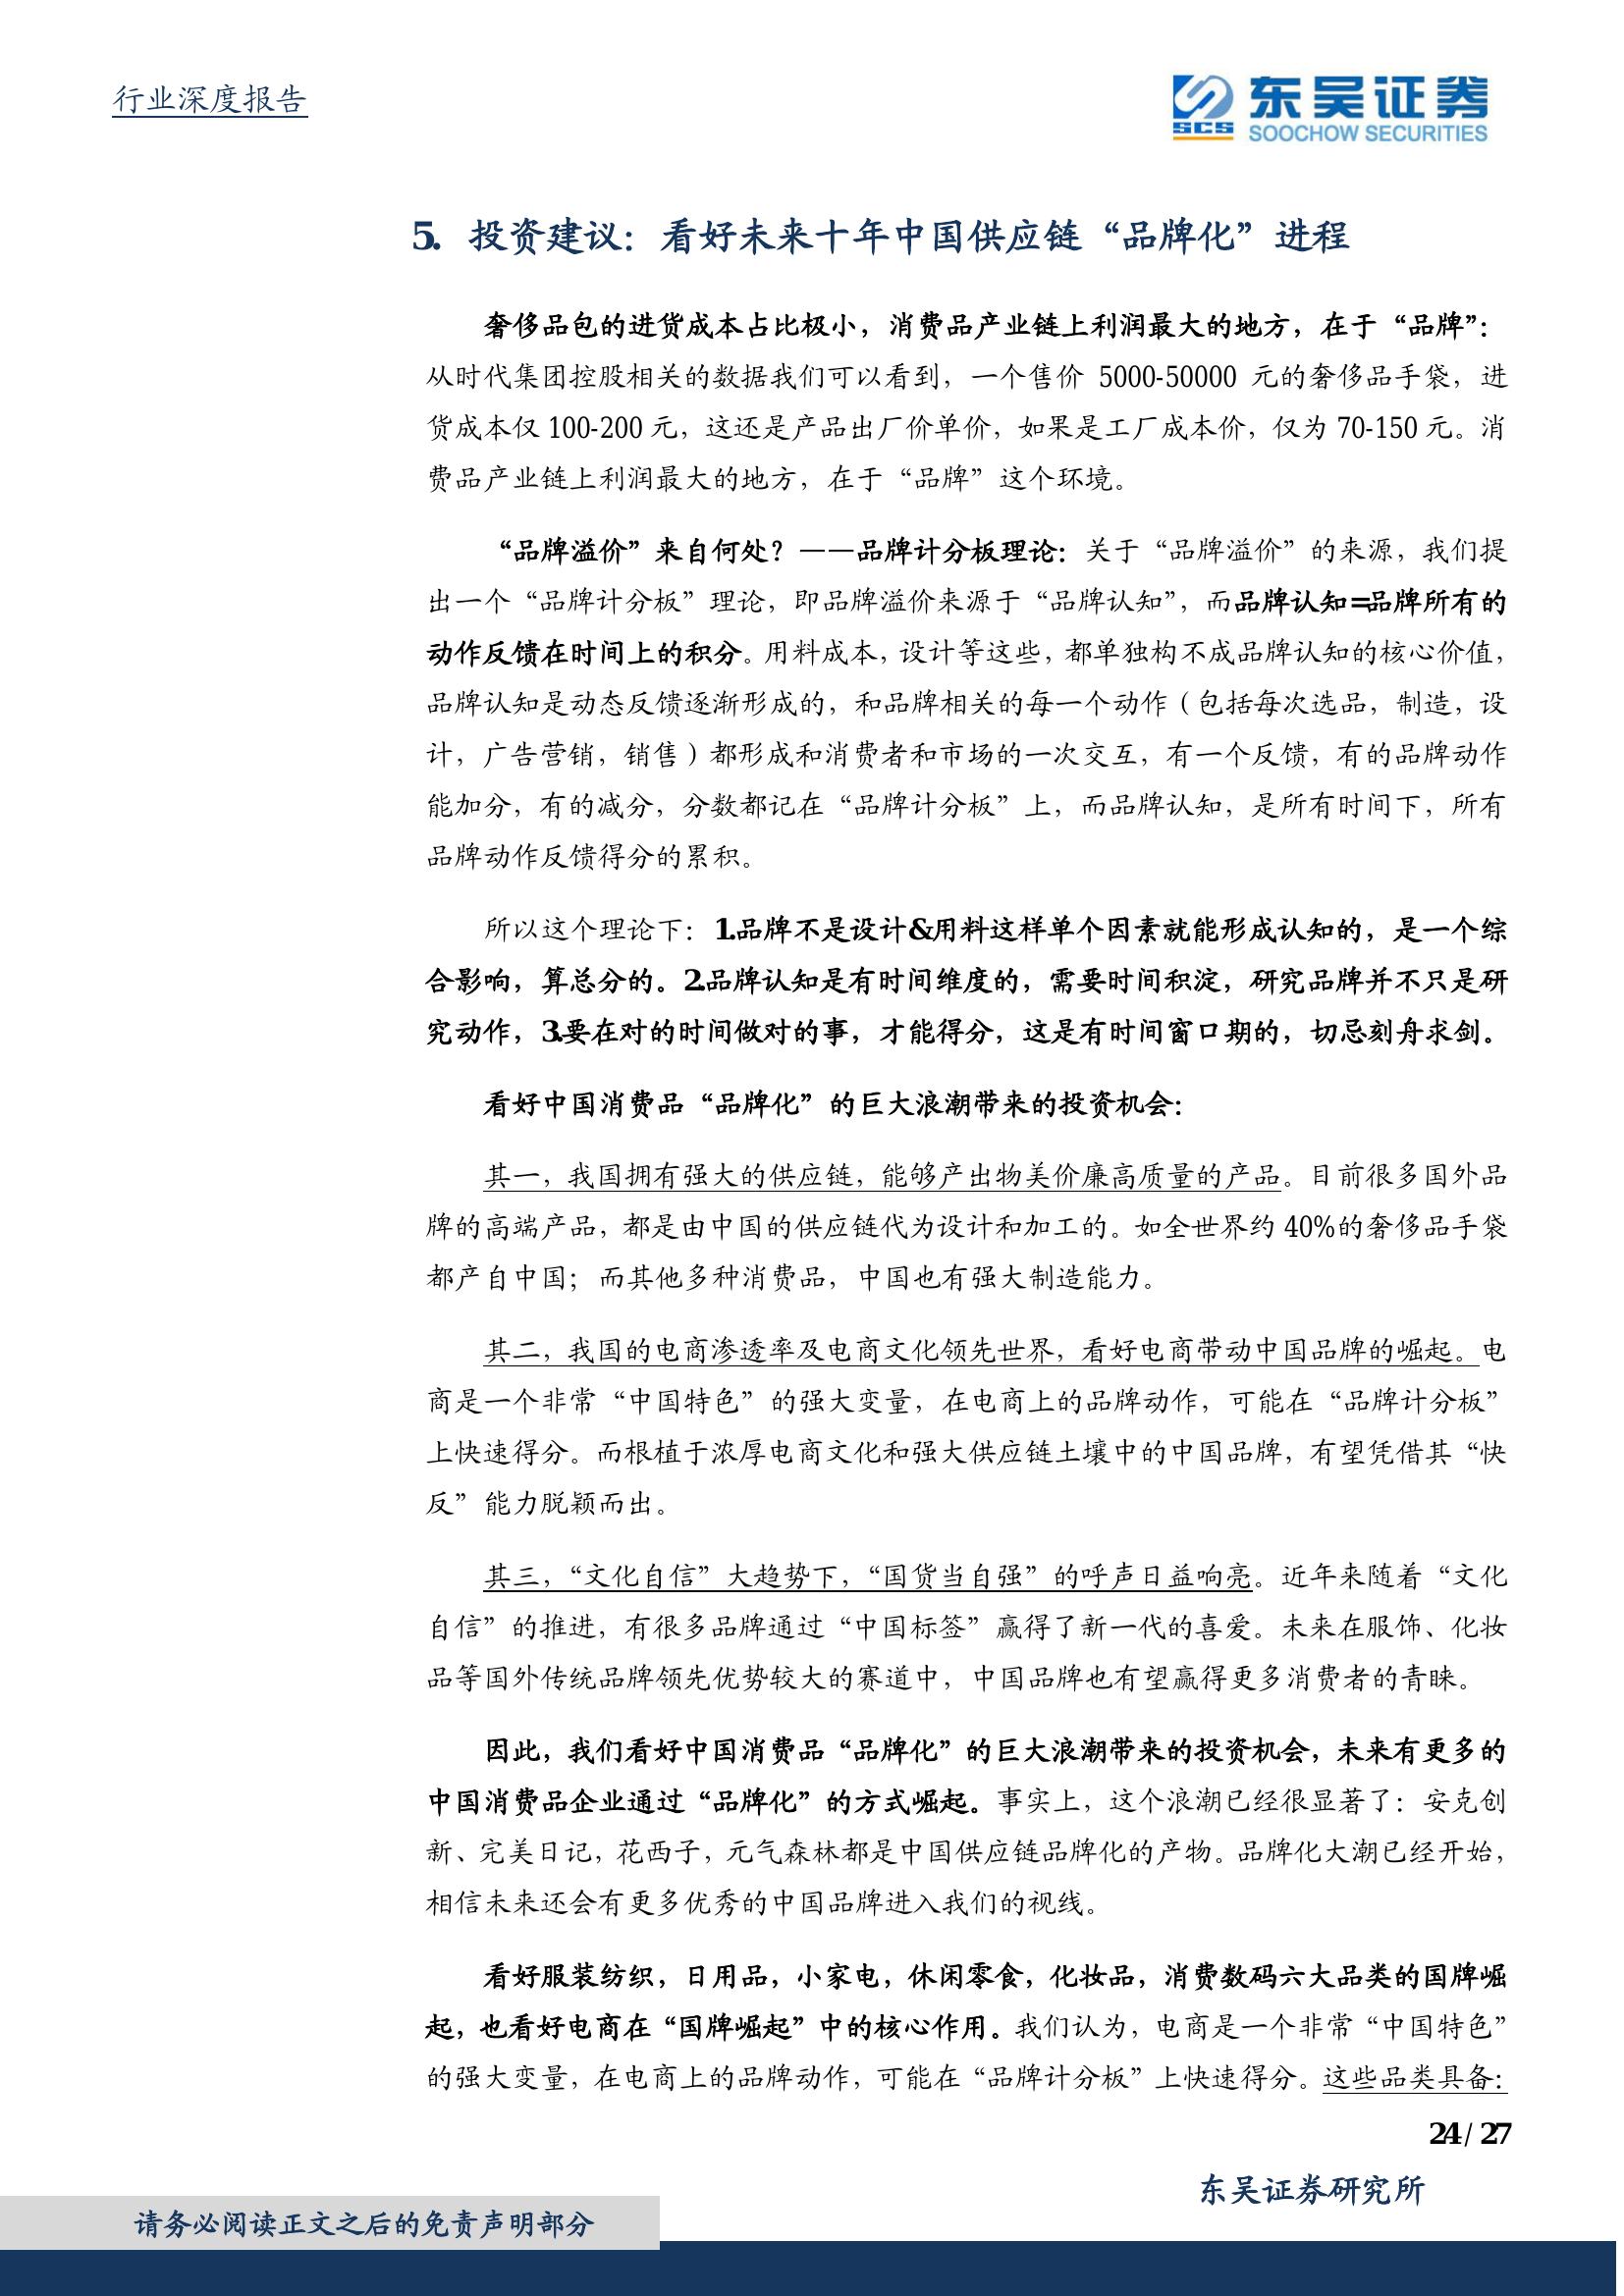 行业深度报告
SCS
东吴证券
SOOCHOW SECURITIES
5. 投资建议：看好未来十年中国供应链“品牌化”进程
奢侈品包的进货成本占比极小，消费品产业链上利润最大的地方，在于“品牌”：
从时代集团控股相关的数据我们可以看到，一个售价 5000-50000 元的奢侈品手袋，进
货成本仅 100-200 元，这还是产品出厂价单价，如果是工厂成本价，仅为 70-150 元。消
费品产业链上利润最大的地方，在于“品牌”这个环境。
“品牌溢价”来自何处？——品牌计分板理论：关于“品牌溢价”的来源，我们提
出一个“品牌计分板”理论，即品牌溢价来源于“品牌认知”，而品牌认知=品牌所有的
动作反馈在时间上的积分。用料成本，设计等这些，都单独构不成品牌认知的核心价值，
品牌认知是动态反馈逐渐形成的，和品牌相关的每一个动作（包括每次选品，制造，设
计，广告营销，销售）都形成和消费者和市场的一次交互，有一个反馈，有的品牌动作
能加分，有的减分，分数都记在“品牌计分板”上，而品牌认知，是所有时间下，所有
品牌动作反馈得分的累积。
所以这个理论下：1.品牌不是设计&用料这样单个因素就能形成认知的，是一个综
合影响，算总分的。2.品牌认知是有时间维度的，需要时间积淀，研究品牌并不只是研
究动作，3.要在对的时间做对的事，才能得分，这是有时间窗口期的，切忌刻舟求剑。
看好中国消费品“品牌化”的巨大浪潮带来的投资机会：
其一，我国拥有强大的供应链，能够产出物美价廉高质量的产品。目前很多国外品
牌的高端产品，都是由中国的供应链代为设计和加工的。如全世界约 40%的奢侈品手袋
都产自中国；而其他多种消费品，中国也有强大制造能力。
其二，我国的电商渗透率及电商文化领先世界，看好电商带动中国品牌的崛起。电
商是一个非常“中国特色”的强大变量，在电商上的品牌动作，可能在“品牌计分板”
上快速得分。而根植于浓厚电商文化和强大供应链土壤中的中国品牌，有望凭借其“快
反”能力脱颖而出。
其三，“文化自信”大趋势下，“国货当自强”的呼声日益响亮。近年来随着“文化
自信”的推进，有很多品牌通过“中国标签”赢得了新一代的喜爱。未来在服饰、化妆
品等国外传统品牌领先优势较大的赛道中，中国品牌也有望赢得更多消费者的青睐。
因此，我们看好中国消费品“品牌化”的巨大浪潮带来的投资机会，未来有更多的
中国消费品企业通过“品牌化”的方式崛起。事实上，这个浪潮已经很显著了：安克创
新、完美日记，花西子，元气森林都是中国供应链品牌化的产物。品牌化大潮已经开始，
相信未来还会有更多优秀的中国品牌进入我们的视线。
看好服装纺织，日用品，小家电，休闲零食，化妆品，消费数码六大品类的国牌崛
起，也看好电商在“国牌崛起”中的核心作用。我们认为，电商是一个非常“中国特色”
的强大变量，在电商上的品牌动作，可能在“品牌计分板”上快速得分。这些品类具备：
24 / 27
东吴证券研究所
请务必阅读正文之后的免责声明部分